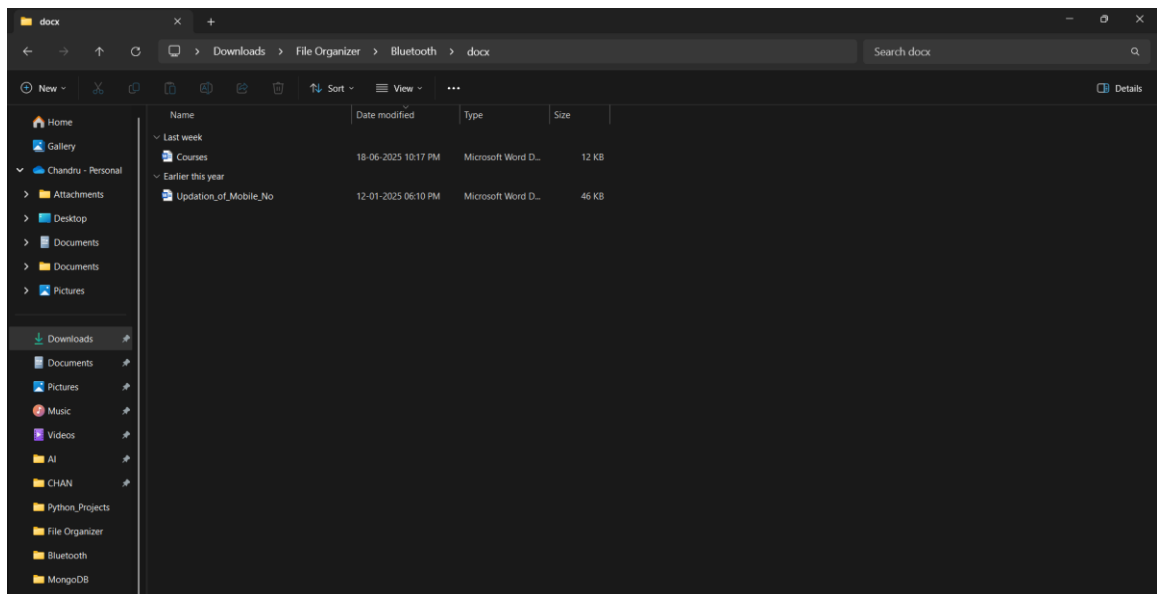 docx
Downloads > File Organizer > Bluetooth > docx
Search docx
New
Sort
View
Details
Name Date modified Type Size
Home
Gallery
Chandru - Personal
Attachments
Desktop
Documents
Documents
Pictures
Downloads
Documents
Pictures
Music
Videos
AI
CHAN
Python_Projects
File Organizer
Bluetooth
MongoDB
Last week
Courses 18-06-2025 10:17 PM Microsoft Word D... 12 KB
Earlier this year
Updation_of_Mobile_No 12-01-2025 06:10 PM Microsoft Word D... 46 KB